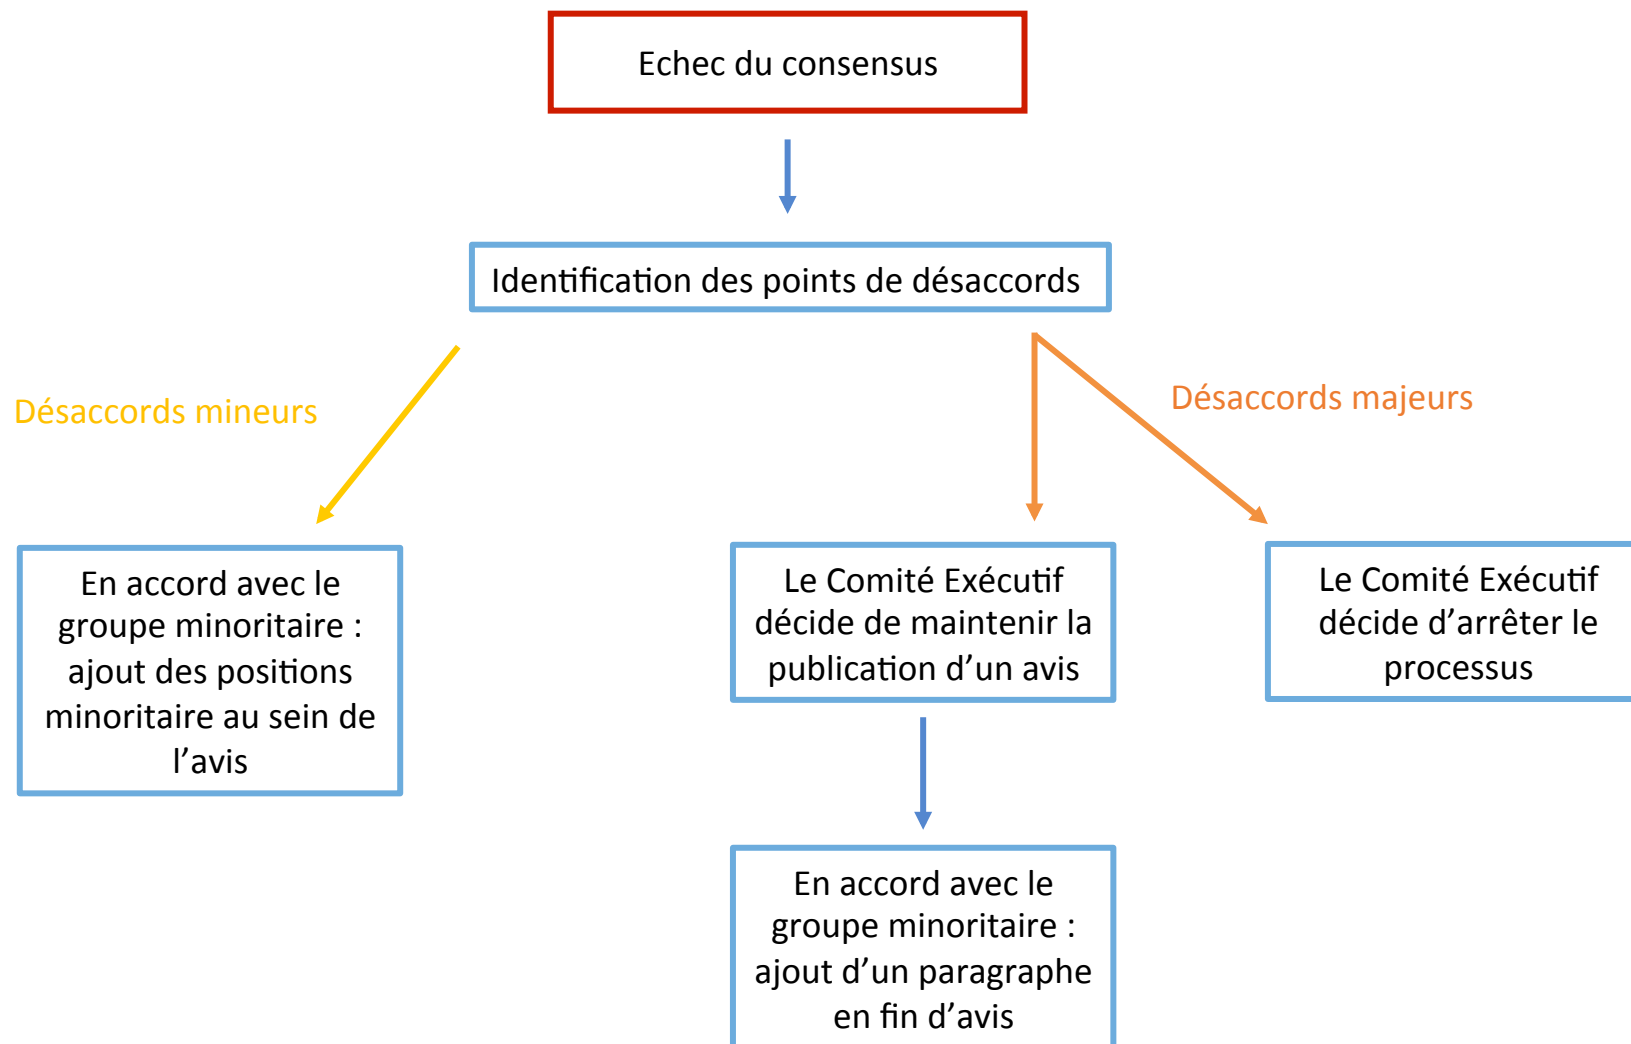 Echec du consensus
Identification des points de désaccords
Désaccords mineurs
Désaccords majeurs
En accord avec le
groupe minoritaire :
ajout des positions
minoritaire au sein de
l’avis
Le Comité Exécutif
décide de maintenir la
publication d’un avis
Le Comité Exécutif
décide d’arrêter le
processus
En accord avec le
groupe minoritaire :
ajout d’un paragraphe
en fin d’avis